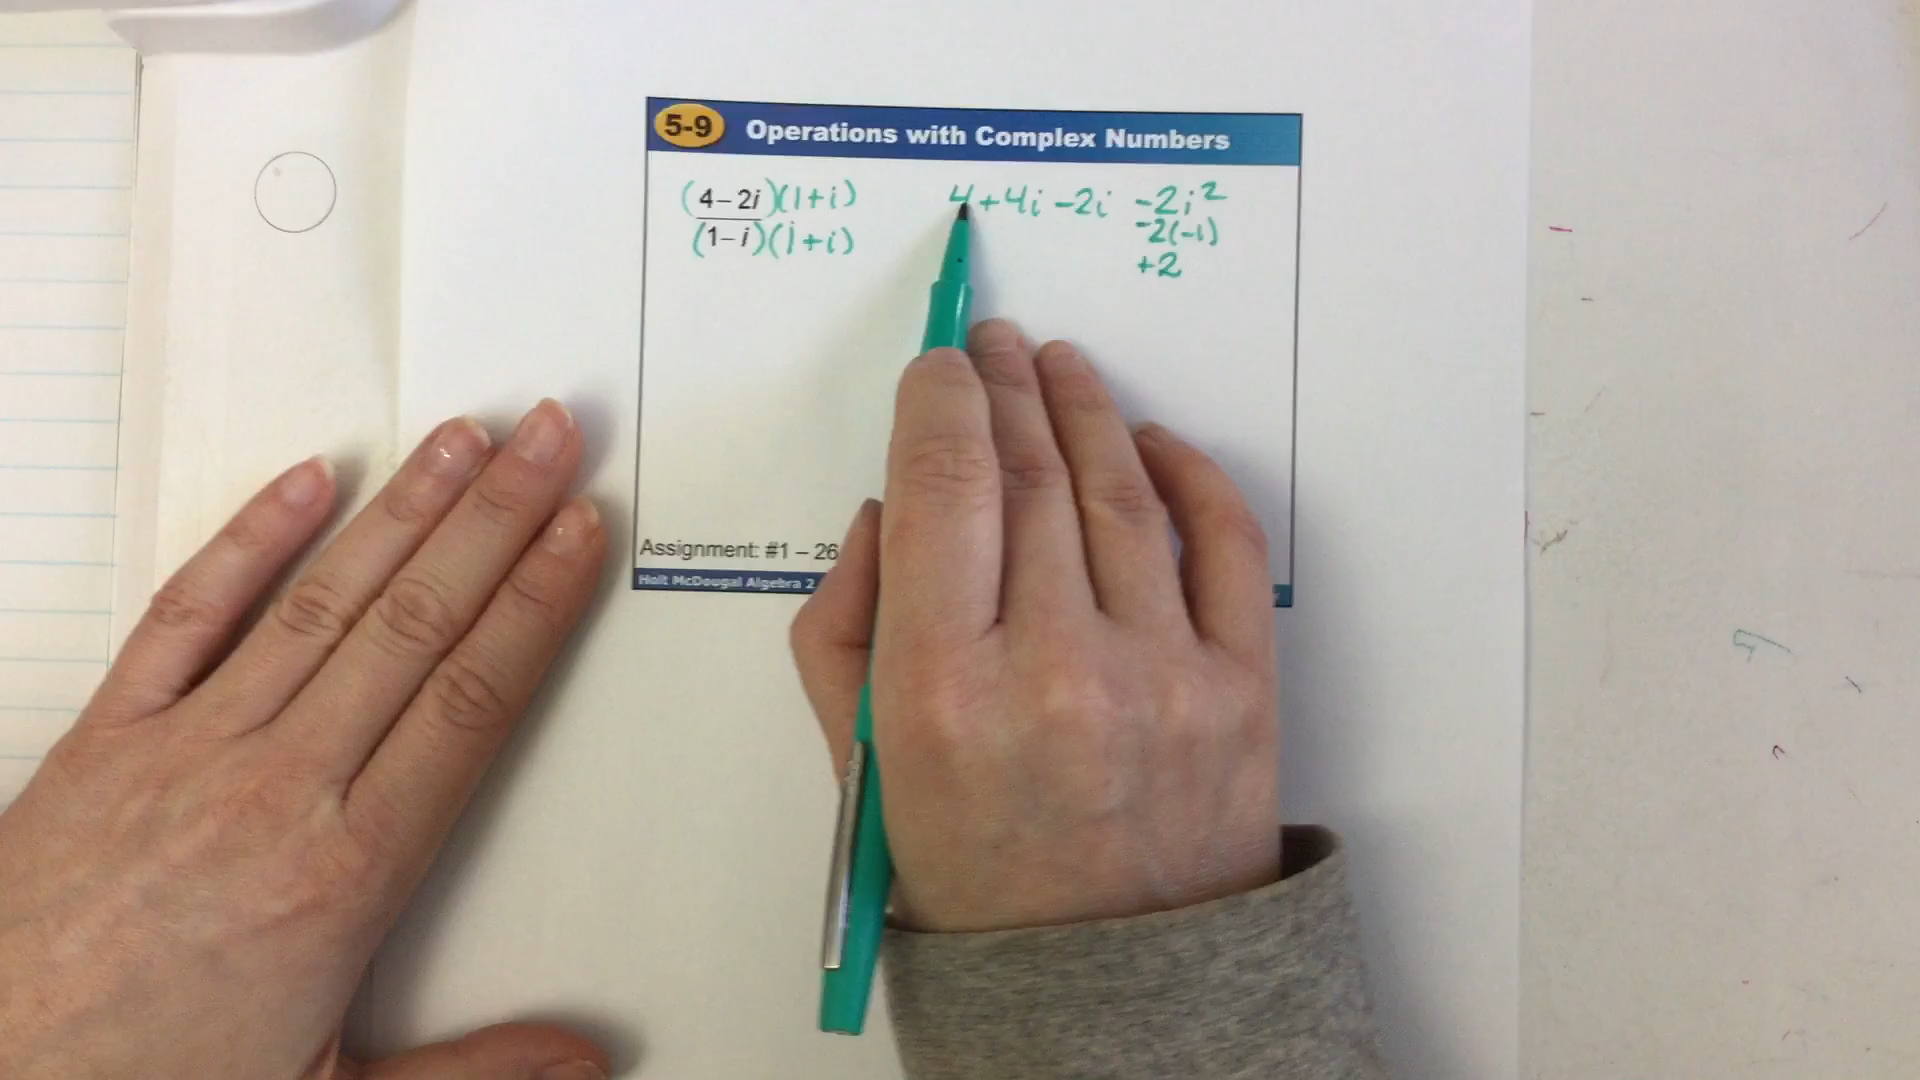 5-9 Operations with Complex Numbers
(4 – 2i)(1+i)
(1 – i)(1+i)
4+4i -2i -2i²
-2(-1)
+2
Assignment: #1 – 26
Holt McDougal Algebra 2